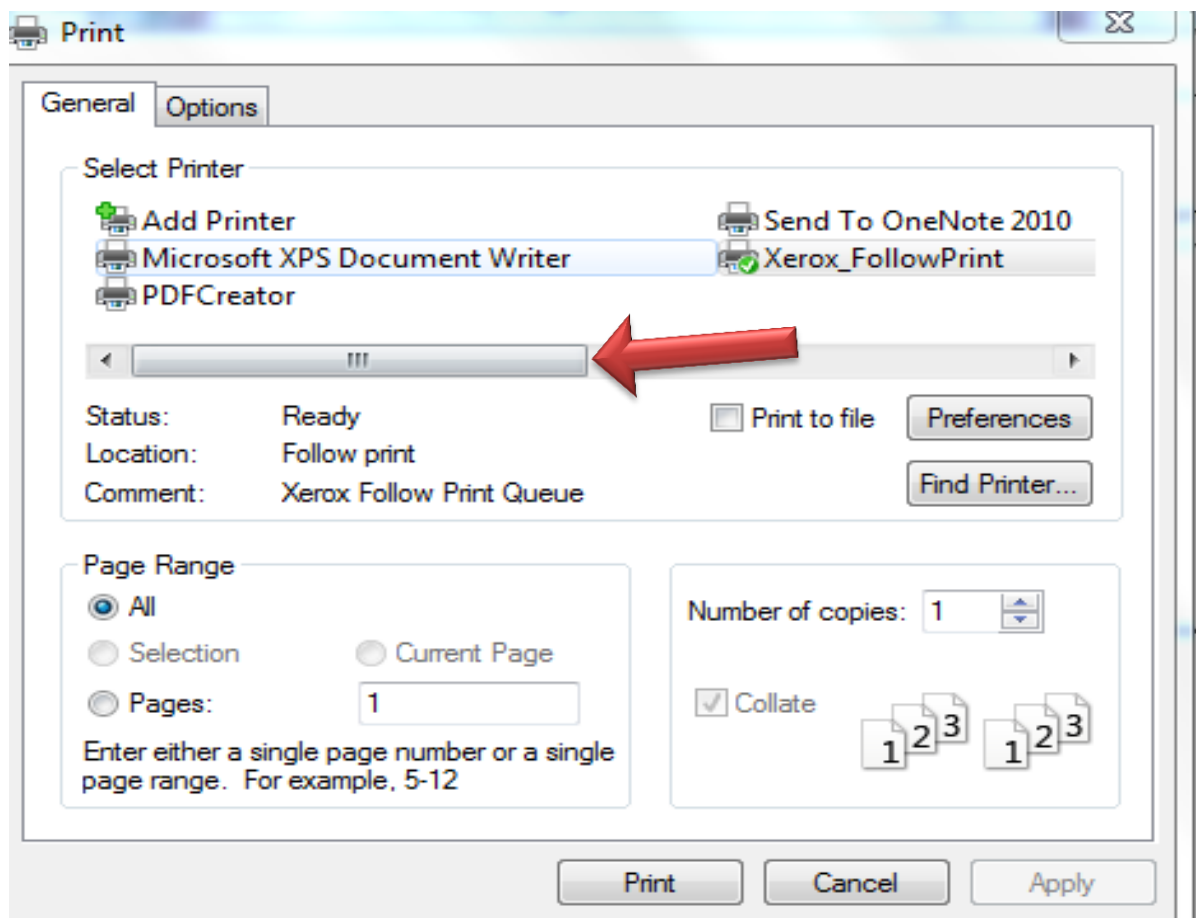 Print
General Options
Select Printer
Add Printer Send To OneNote 2010
Microsoft XPS Document Writer Xerox_FollowPrint
PDFCreator
Status: Ready Print to file Preferences
Location: Follow print
Comment: Xerox Follow Print Queue Find Printer...
Page Range
All Number of copies: 1
Selection Current Page
Pages: 1 Collate
1 2 3 1 2 3
Enter either a single page number or a single
page range. For example, 5-12
Print Cancel Apply